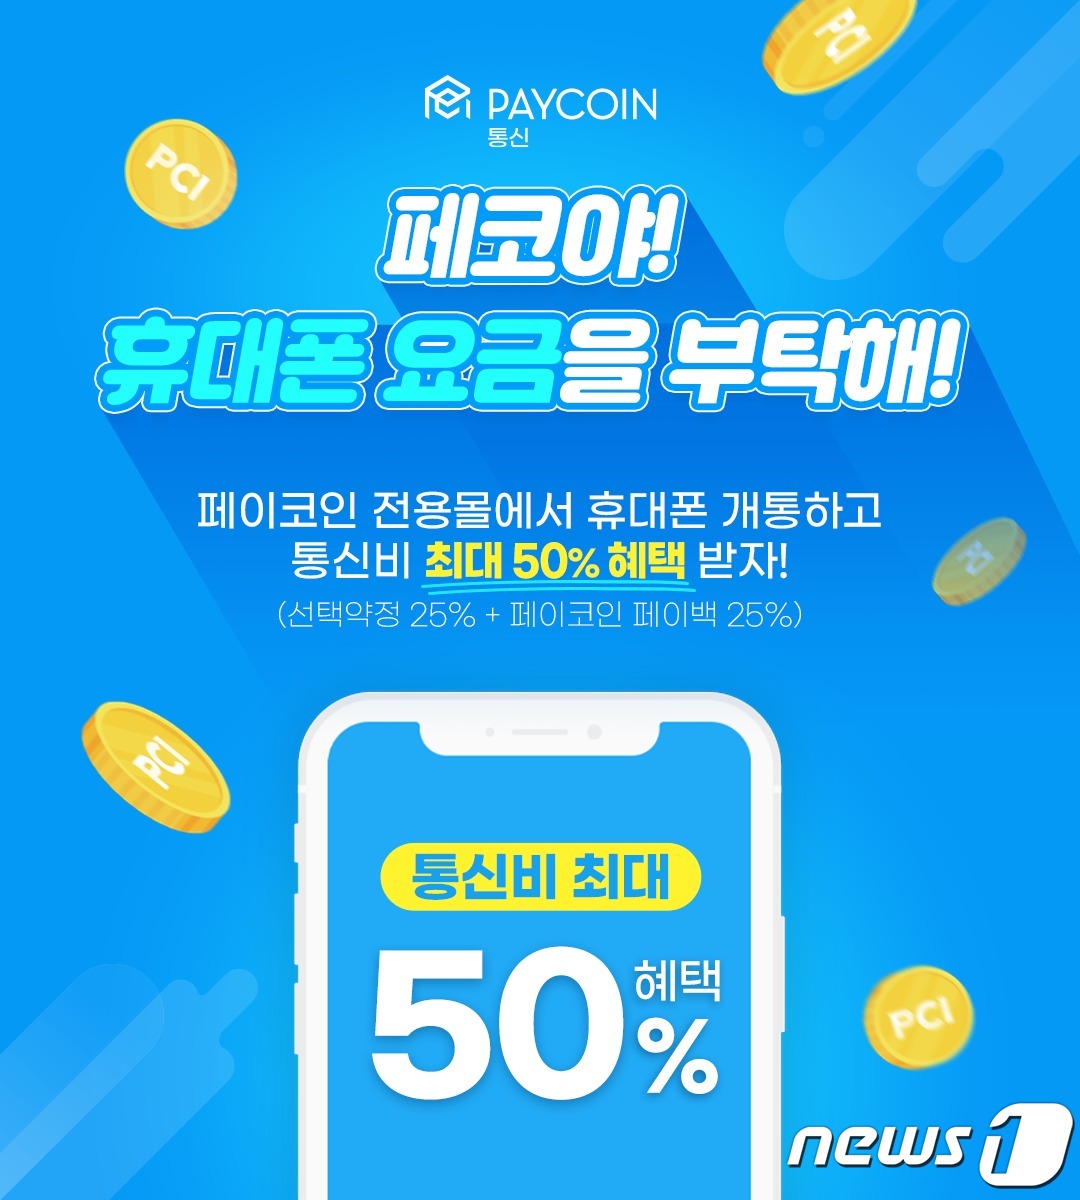 PCI
PAYCOIN
통신
PCI
페코야!
휴대폰 요금을 부탁해!
페이코인 전용몰에서 휴대폰 개통하고
통신비 최대 50% 혜택 받자!
(선택약정 25% + 페이코인 페이백 25%)
PCI
통신비 최대
50% 혜택
PCI
news1